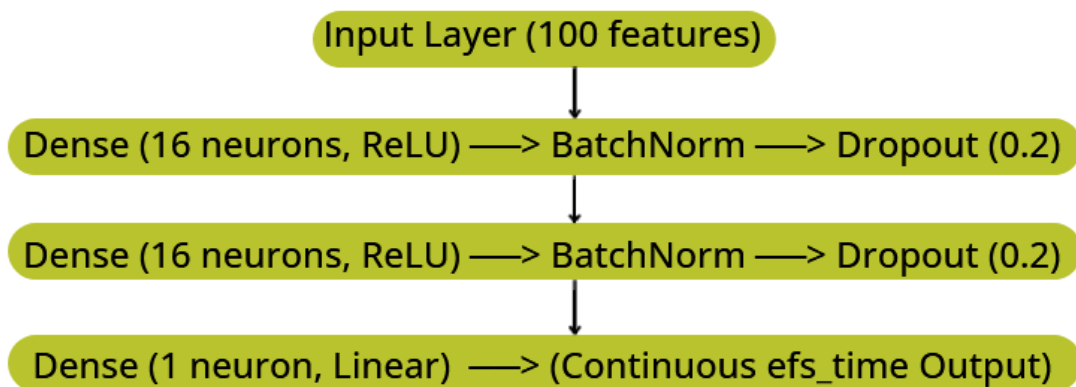 Input Layer (100 features)
Dense (16 neurons, ReLU) —> BatchNorm —> Dropout (0.2)
Dense (16 neurons, ReLU) —> BatchNorm —> Dropout (0.2)
Dense (1 neuron, Linear) —> (Continuous efs_time Output)